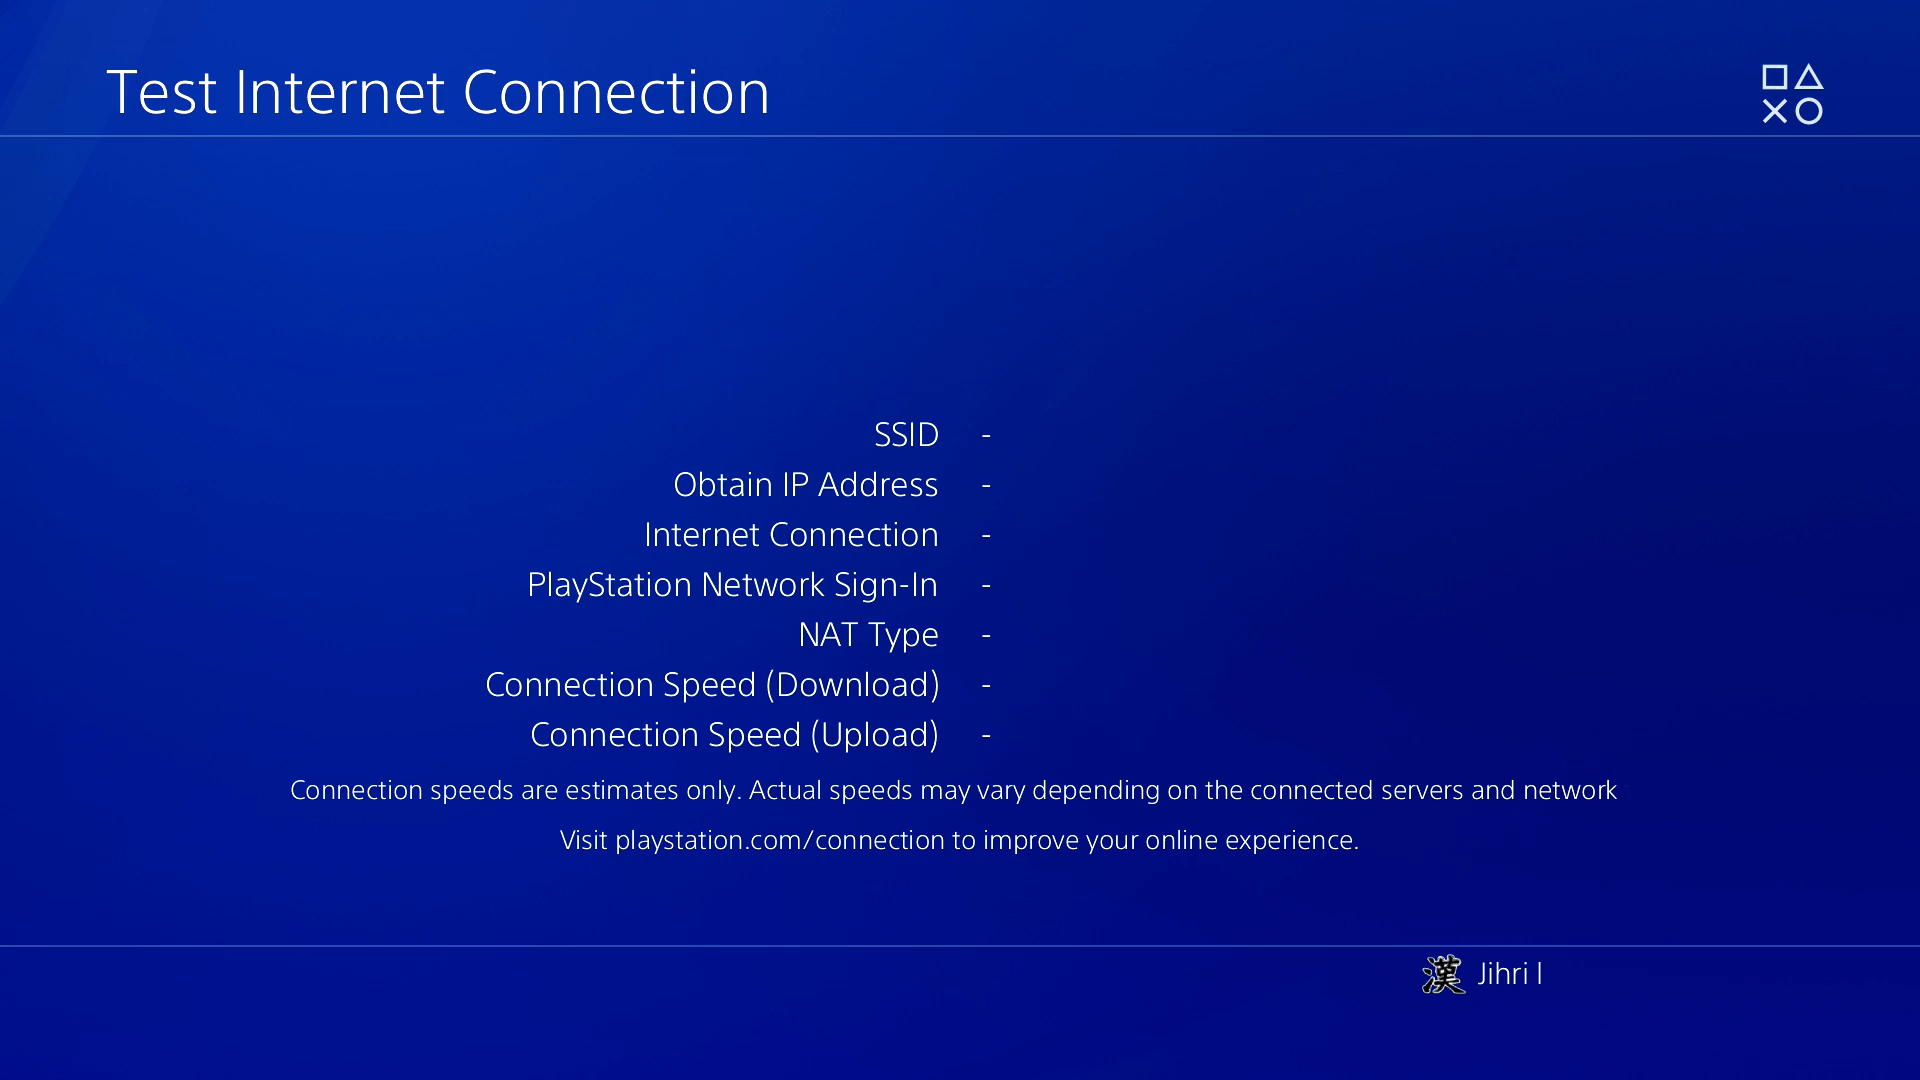 Test Internet Connection
SSID -
Obtain IP Address -
Internet Connection -
PlayStation Network Sign-In -
NAT Type -
Connection Speed (Download) -
Connection Speed (Upload) -
Connection speeds are estimates only. Actual speeds may vary depending on the connected servers and network
Visit playstation.com/connection to improve your online experience.
漢 Jihri l